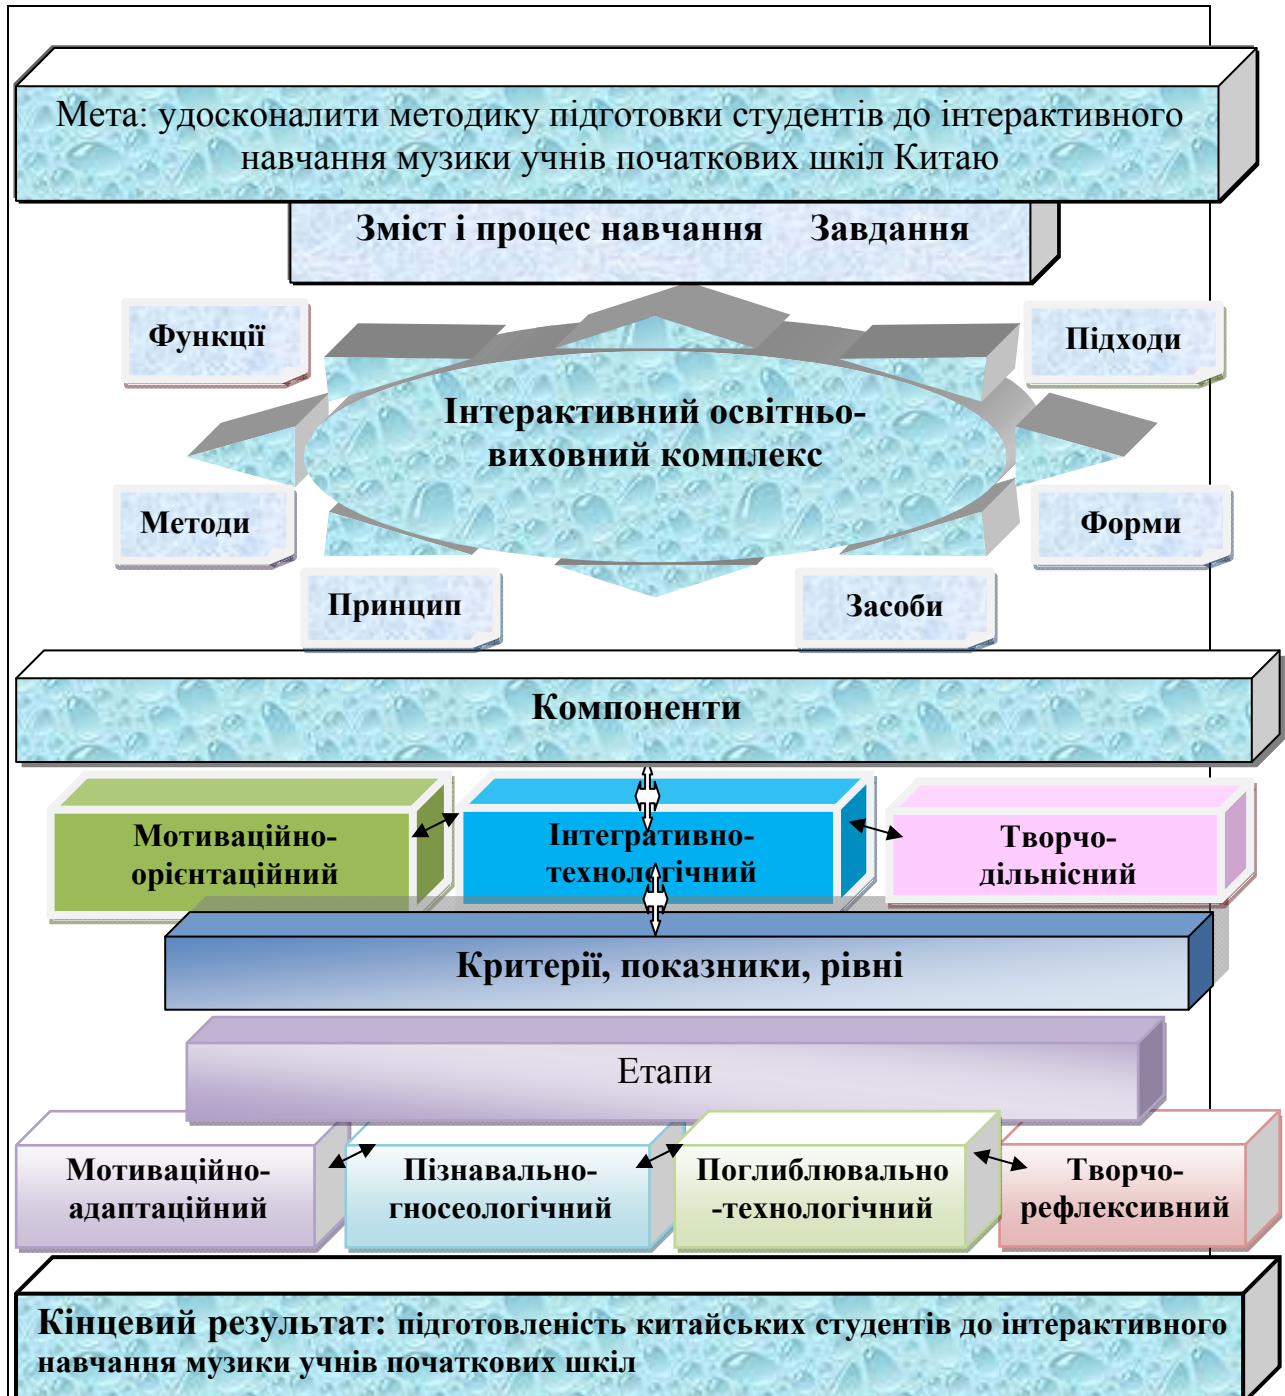 Мета: удосконалити методику підготовки студентів до інтерактивного
навчання музики учнів початкових шкіл Китаю
Зміст і процес навчання Завдання
Функції
Підходи
Інтерактивний освітньо-
виховний комплекс
Методи
Форми
Принцип
Засоби
Компоненти
Мотиваційно-
орієнтаційний
Інтегративно-
технологічний
Творчо-
дільнісний
Критерії, показники, рівні
Етапи
Мотиваційно-
адаптаційний
Пізнавально-
гносеологічний
Поглиблювально
-технологічний
Творчо-
рефлексивний
Кінцевий результат: підготовленість китайських студентів до інтерактивного
навчання музики учнів початкових шкіл